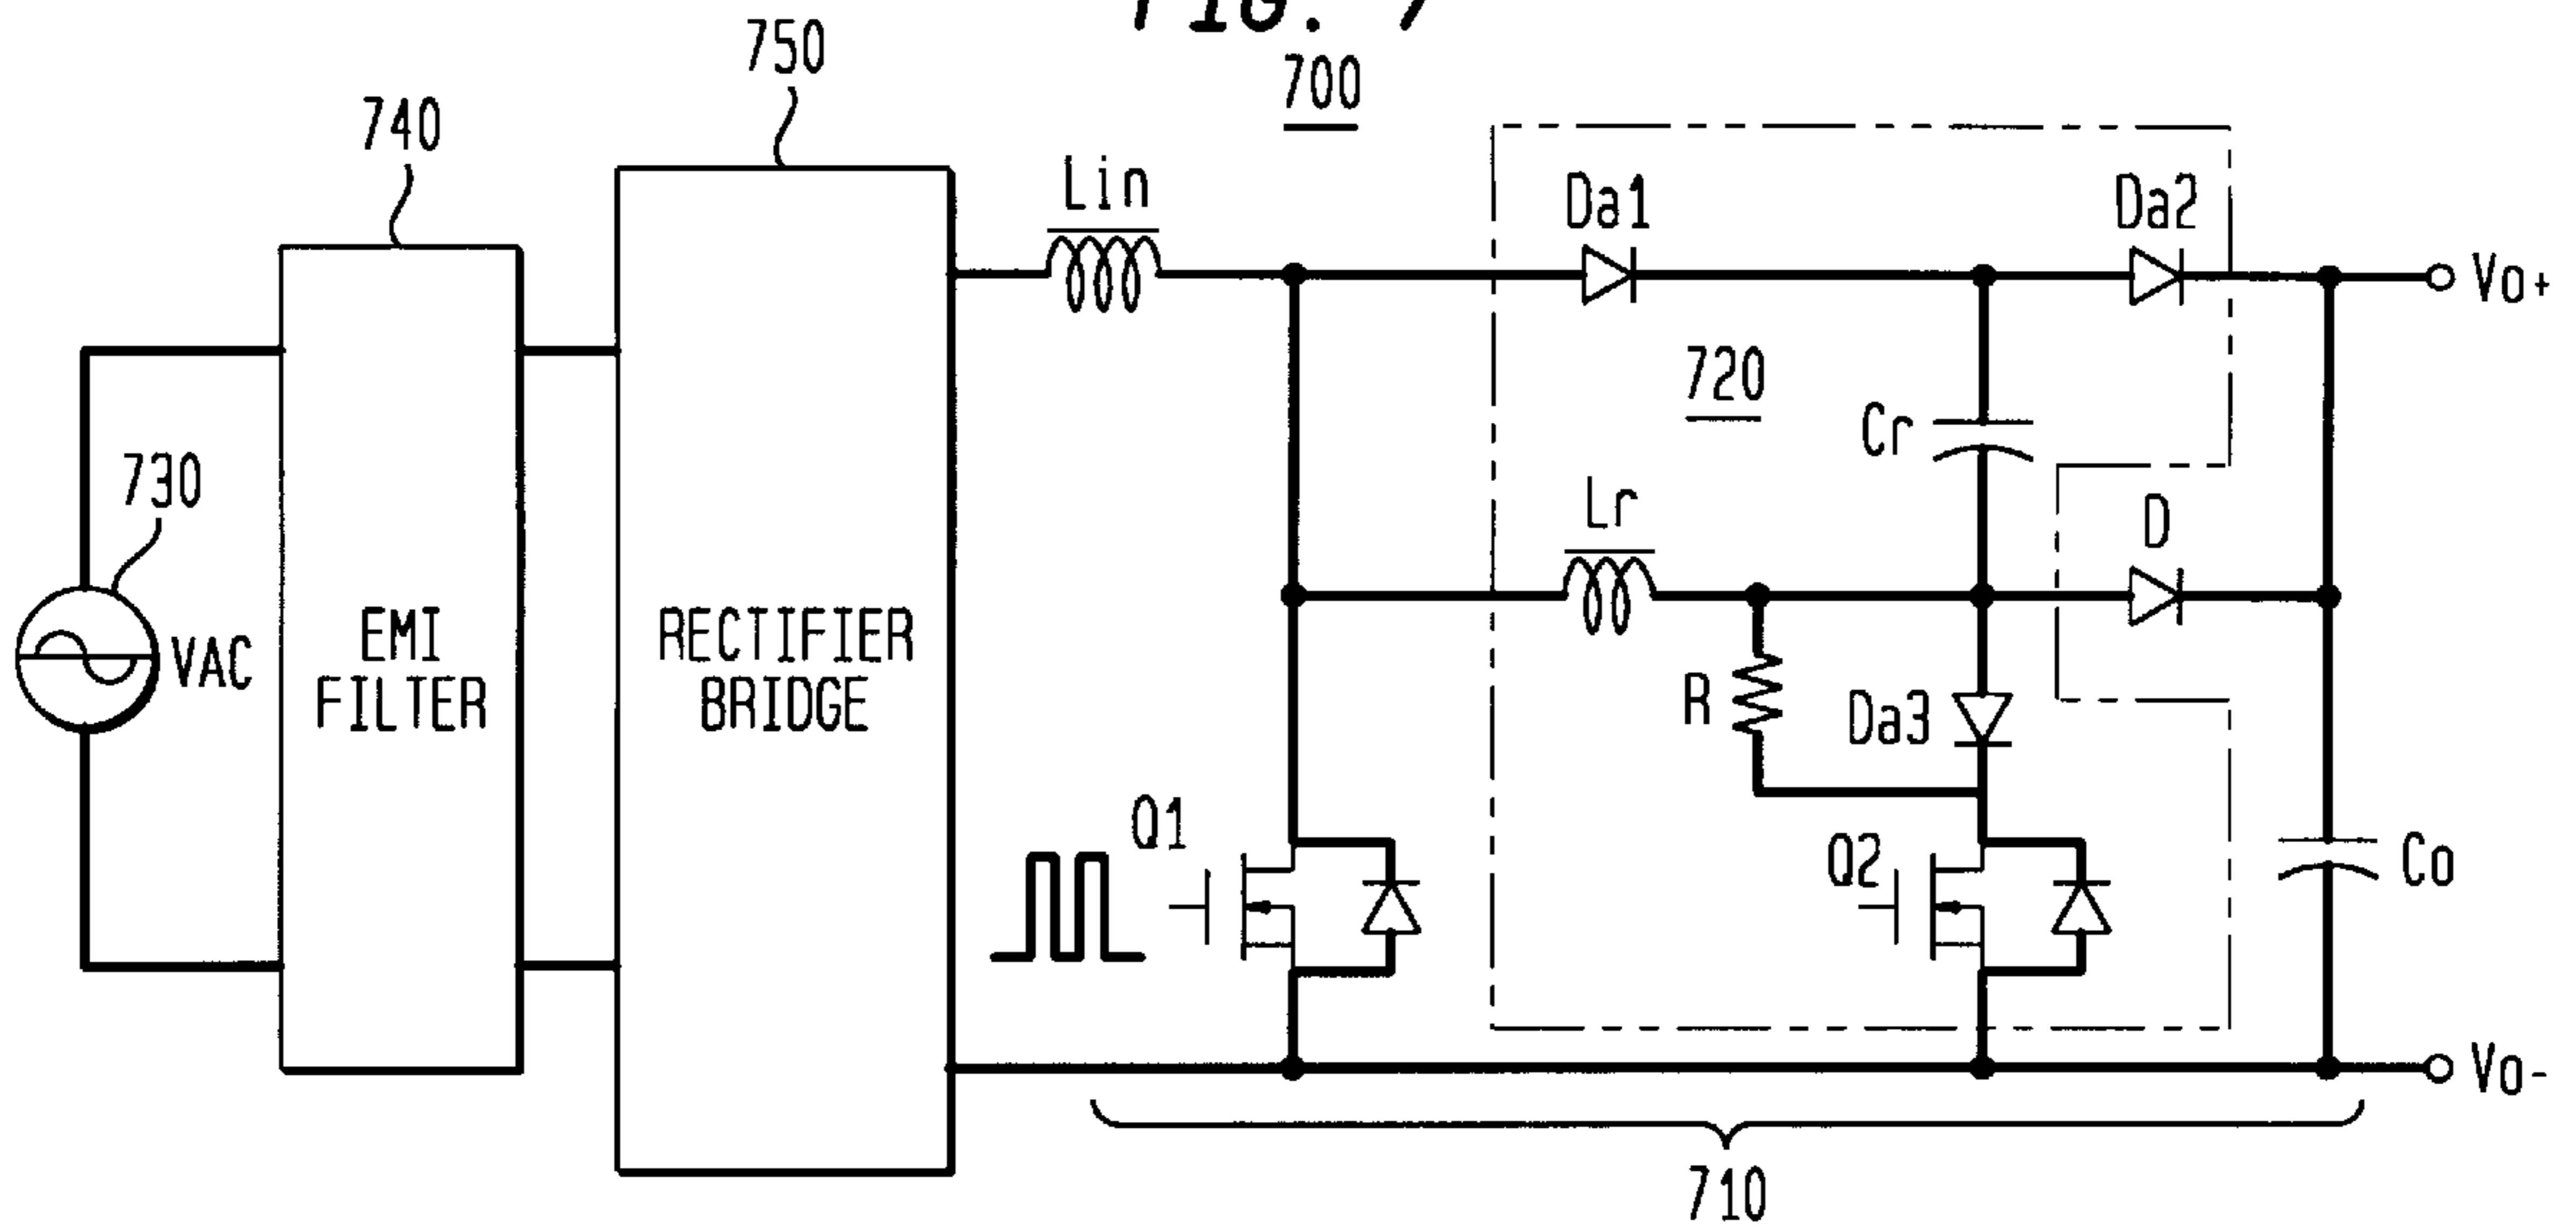 FIG. 7
700
750
740
730
VAC
EMI
FILTER
RECTIFIER
BRIDGE
Lin
Da1
Da2
Vo+
720
Cr
Lr
D
R
Da3
Q1
Q2
Co
Vo-
710